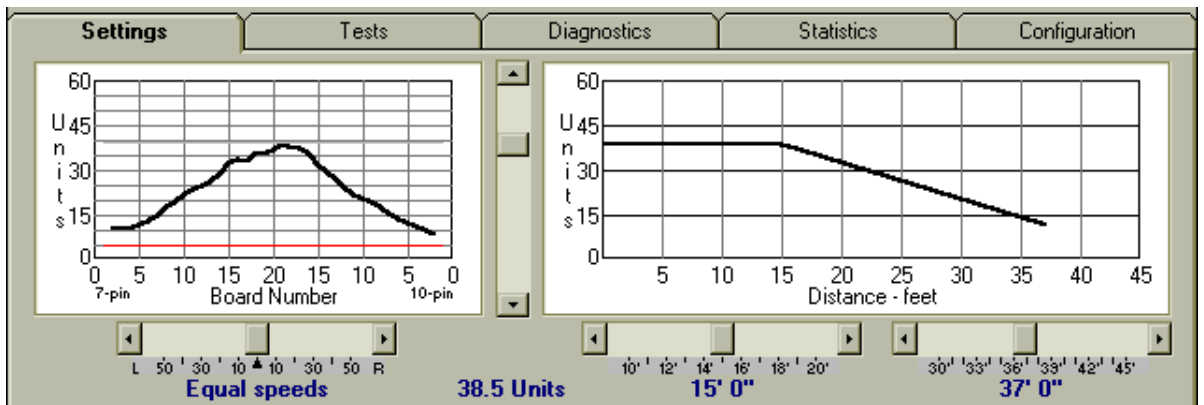 Settings Tests Diagnostics Statistics Configuration
60
45
30
15
0
Units
0 5 10 15 20 15 10 5 0
7-pin Board Number 10-pin
60
45
30
15
0
Units
5 10 15 20 25 30 35 40 45
Distance - feet
L 50 30 10 10 30 50 R
10' 12' 14' 16' 18' 20'
30' 33' 36' 39' 42' 45'
Equal speeds 38.5 Units 15' 0" 37' 0"